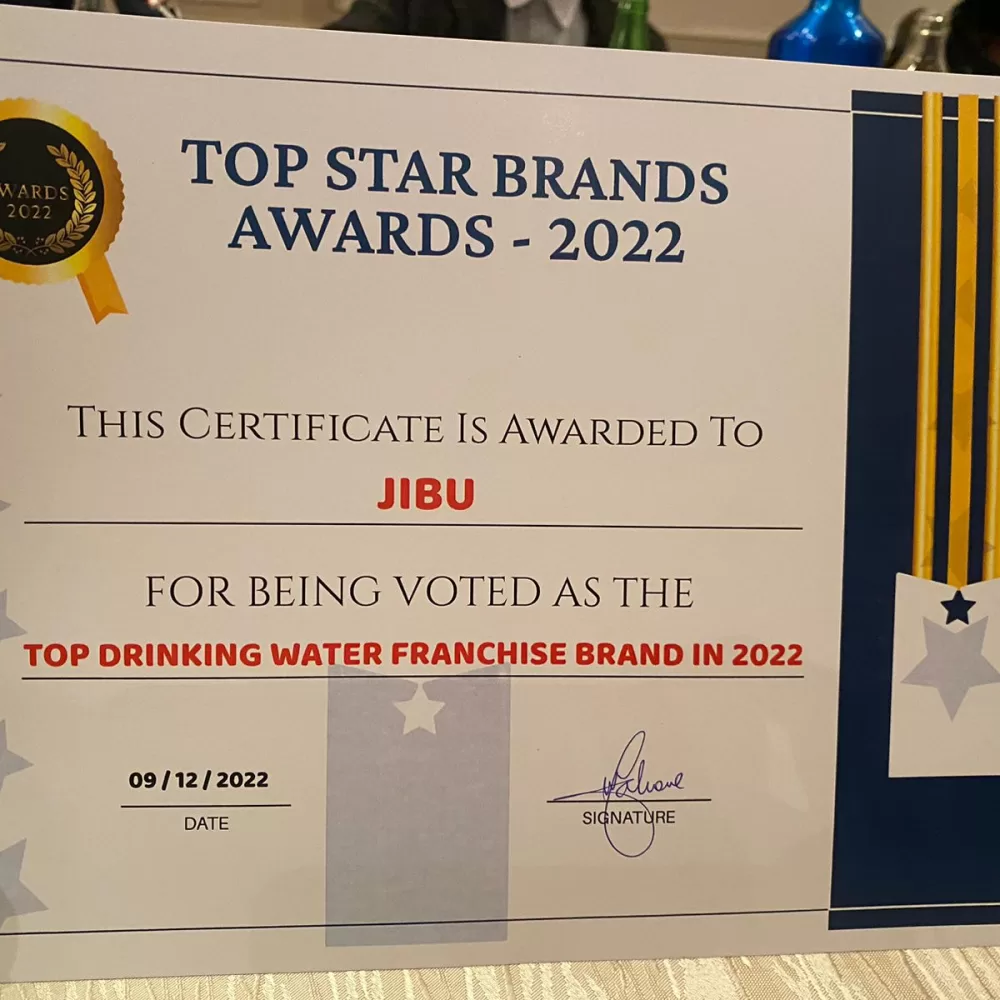 WARDS
2022
TOP STAR BRANDS
AWARDS - 2022
THIS CERTIFICATE IS AWARDED TO
JIBU
FOR BEING VOTED AS THE
TOP DRINKING WATER FRANCHISE BRAND IN 2022
09 / 12 / 2022
DATE
SIGNATURE